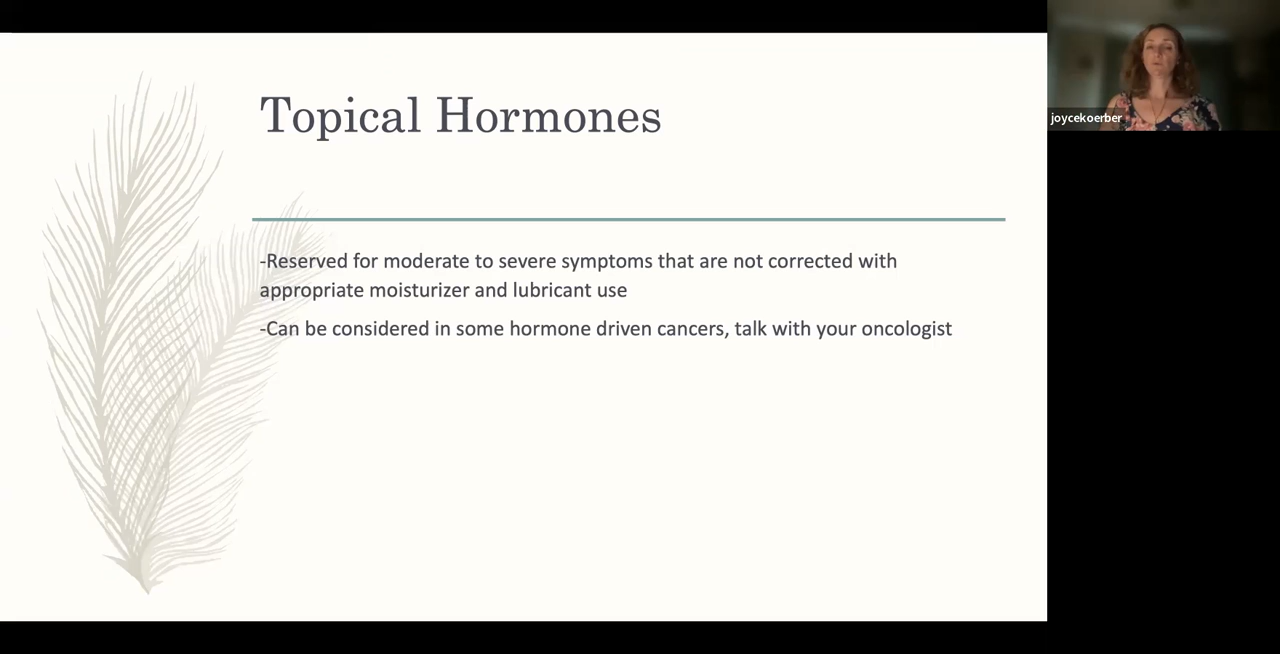 Topical Hormones
-Reserved for moderate to severe symptoms that are not corrected with
appropriate moisturizer and lubricant use
-Can be considered in some hormone driven cancers, talk with your oncologist
joycekoerber